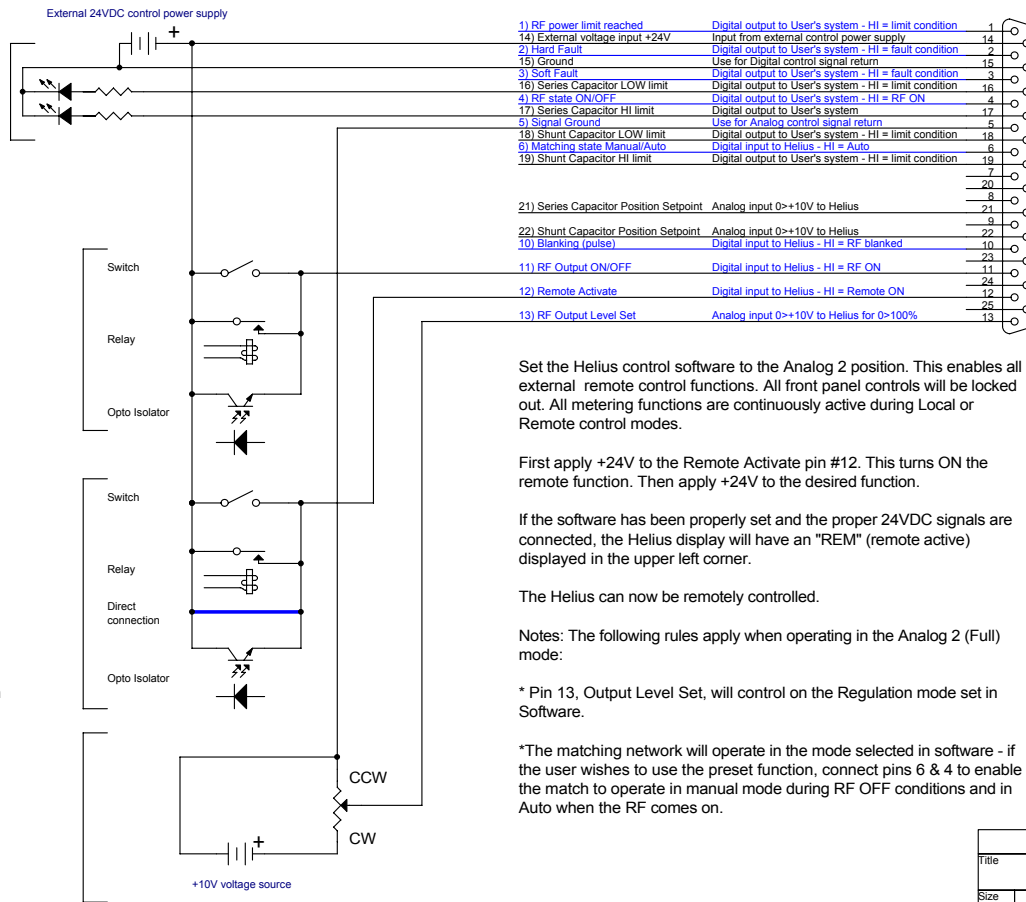 External 24VDC control power supply
+
1) RF power limit reached Digital output to User's system - HI = limit condition 1
14) External voltage input +24V Input from external control power supply 14
2) Hard Fault Digital output to User's system - HI = fault condition 2
15) Ground Use for Digital control signal return 15
3) Soft Fault Digital output to User's system - HI = fault condition 3
16) Series Capacitor LOW limit Digital output to User's system - HI = limit condition 16
4) RF state ON/OFF Digital output to User's system - HI = RF ON 4
17) Series Capacitor HI limit Digital output to User's system 17
5) Signal Ground Use for Analog control signal return 5
18) Shunt Capacitor LOW limit Digital output to User's system - HI = limit condition 18
6) Matching state Manual/Auto Digital input to Helius - HI = Auto 6
19) Shunt Capacitor HI limit Digital output to User's system - HI = limit condition 19
7
20
8
21) Series Capacitor Position Setpoint Analog input 0>+10V to Helius 21
9
22) Shunt Capacitor Position Setpoint Analog input 0>+10V to Helius 22
10) Blanking (pulse) Digital input to Helius - HI = RF blanked 10
23
11) RF Output ON/OFF Digital input to Helius - HI = RF ON 11
24
12) Remote Activate Digital input to Helius - HI = Remote ON 12
25
13) RF Output Level Set Analog input 0>+10V to Helius for 0>100% 13
Switch
Relay
Opto Isolator
Switch
Relay
Direct
connection
Opto Isolator
CCW
CW
+
+10V voltage source
Set the Helius control software to the Analog 2 position. This enables all
external remote control functions. All front panel controls will be locked
out. All metering functions are continuously active during Local or
Remote control modes.
First apply +24V to the Remote Activate pin #12. This turns ON the
remote function. Then apply +24V to the desired function.
If the software has been properly set and the proper 24VDC signals are
connected, the Helius display will have an "REM" (remote active)
displayed in the upper left corner.
The Helius can now be remotely controlled.
Notes: The following rules apply when operating in the Analog 2 (Full)
mode:
* Pin 13, Output Level Set, will control on the Regulation mode set in
Software.
*The matching network will operate in the mode selected in software - if
the user wishes to use the preset function, connect pins 6 & 4 to enable
the match to operate in manual mode during RF OFF conditions and in
Auto when the RF comes on.
Title
Size